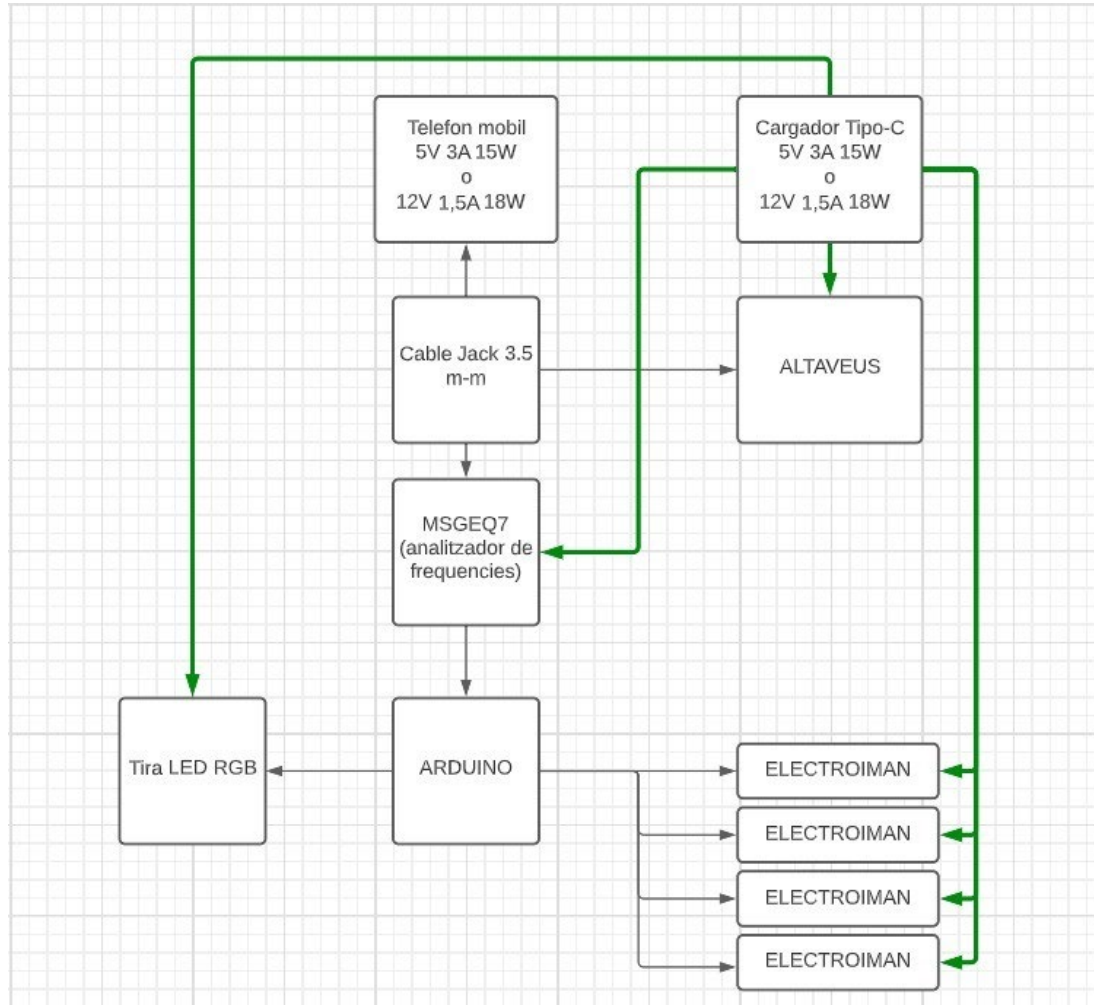 Telefon mobil
5V 3A 15W
o
12V 1,5A 18W
Cargador Tipo-C
5V 3A 15W
o
12V 1,5A 18W
Cable Jack 3.5
m-m
ALTAVEUS
MSGEQ7
(analitzador de
frequencies)
Tira LED RGB
ARDUINO
ELECTROIMAN
ELECTROIMAN
ELECTROIMAN
ELECTROIMAN